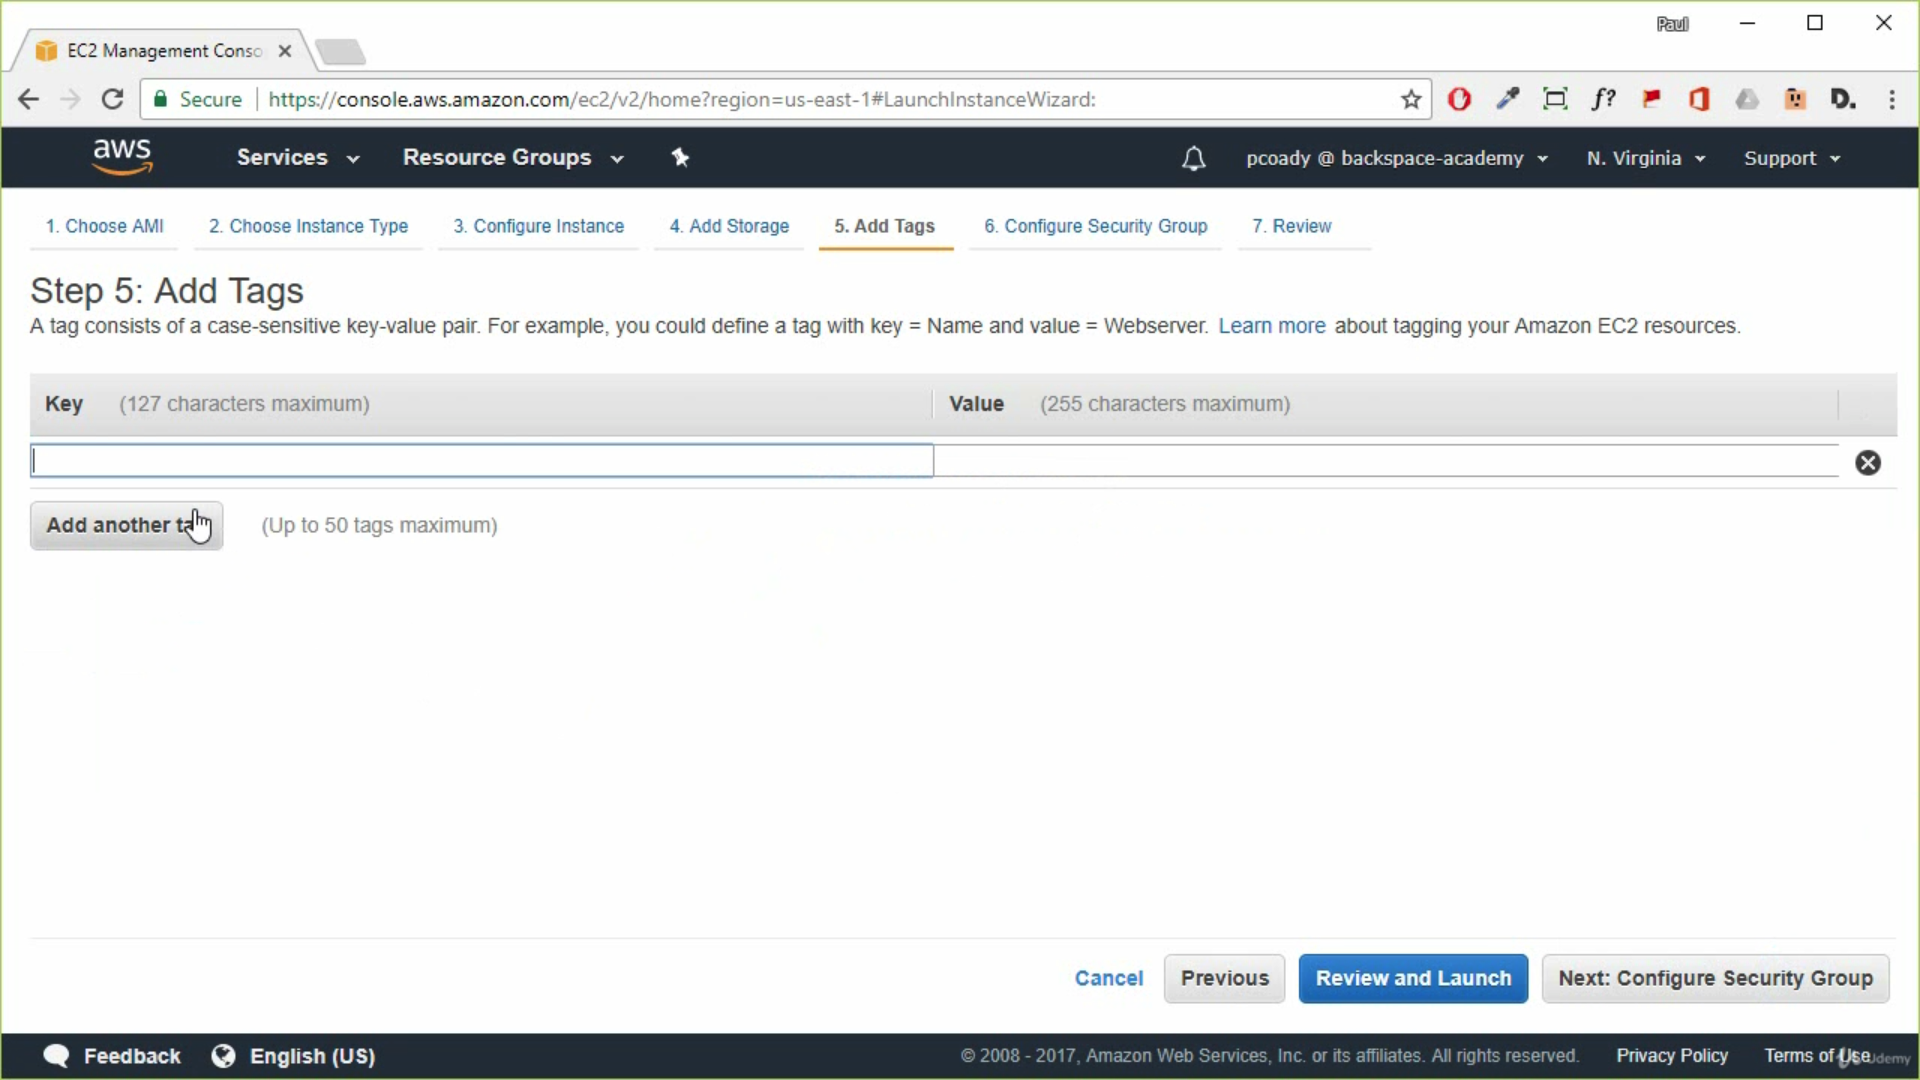 Paul
EC2 Management Conso
Secure https://console.aws.amazon.com/ec2/v2/home?region=us-east-1#LaunchInstanceWizard:
f?
D.
aws
Services
Resource Groups
pcoady @ backspace-academy
N. Virginia
Support
1. Choose AMI
2. Choose Instance Type
3. Configure Instance
4. Add Storage
5. Add Tags
6. Configure Security Group
7. Review
Step 5: Add Tags
A tag consists of a case-sensitive key-value pair. For example, you could define a tag with key = Name and value = Webserver. Learn more about tagging your Amazon EC2 resources.
Key (127 characters maximum)
Value (255 characters maximum)
Add another ta
(Up to 50 tags maximum)
Cancel
Previous
Review and Launch
Next: Configure Security Group
Feedback
English (US)
© 2008 - 2017, Amazon Web Services, Inc. or its affiliates. All rights reserved.
Privacy Policy
Terms of Use
Udemy